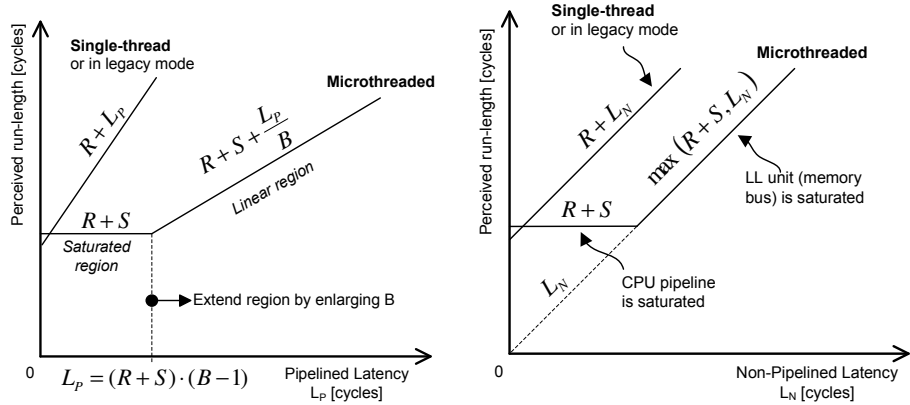 Perceived run-length [cycles]
Single-thread
or in legacy mode
Microthreaded
R + L_P
R + S + L_P/B
Linear region
R + S
Saturated
region
Extend region by enlarging B
0
L_P = (R + S) · (B − 1)
Pipelined Latency
L_P [cycles]
Perceived run-length [cycles]
Single-thread
or in legacy mode
Microthreaded
R + L_N
max (R + S, L_N)
LL unit (memory
bus) is saturated
R + S
CPU pipeline
is saturated
L_N
0
Non-Pipelined Latency
L_N [cycles]